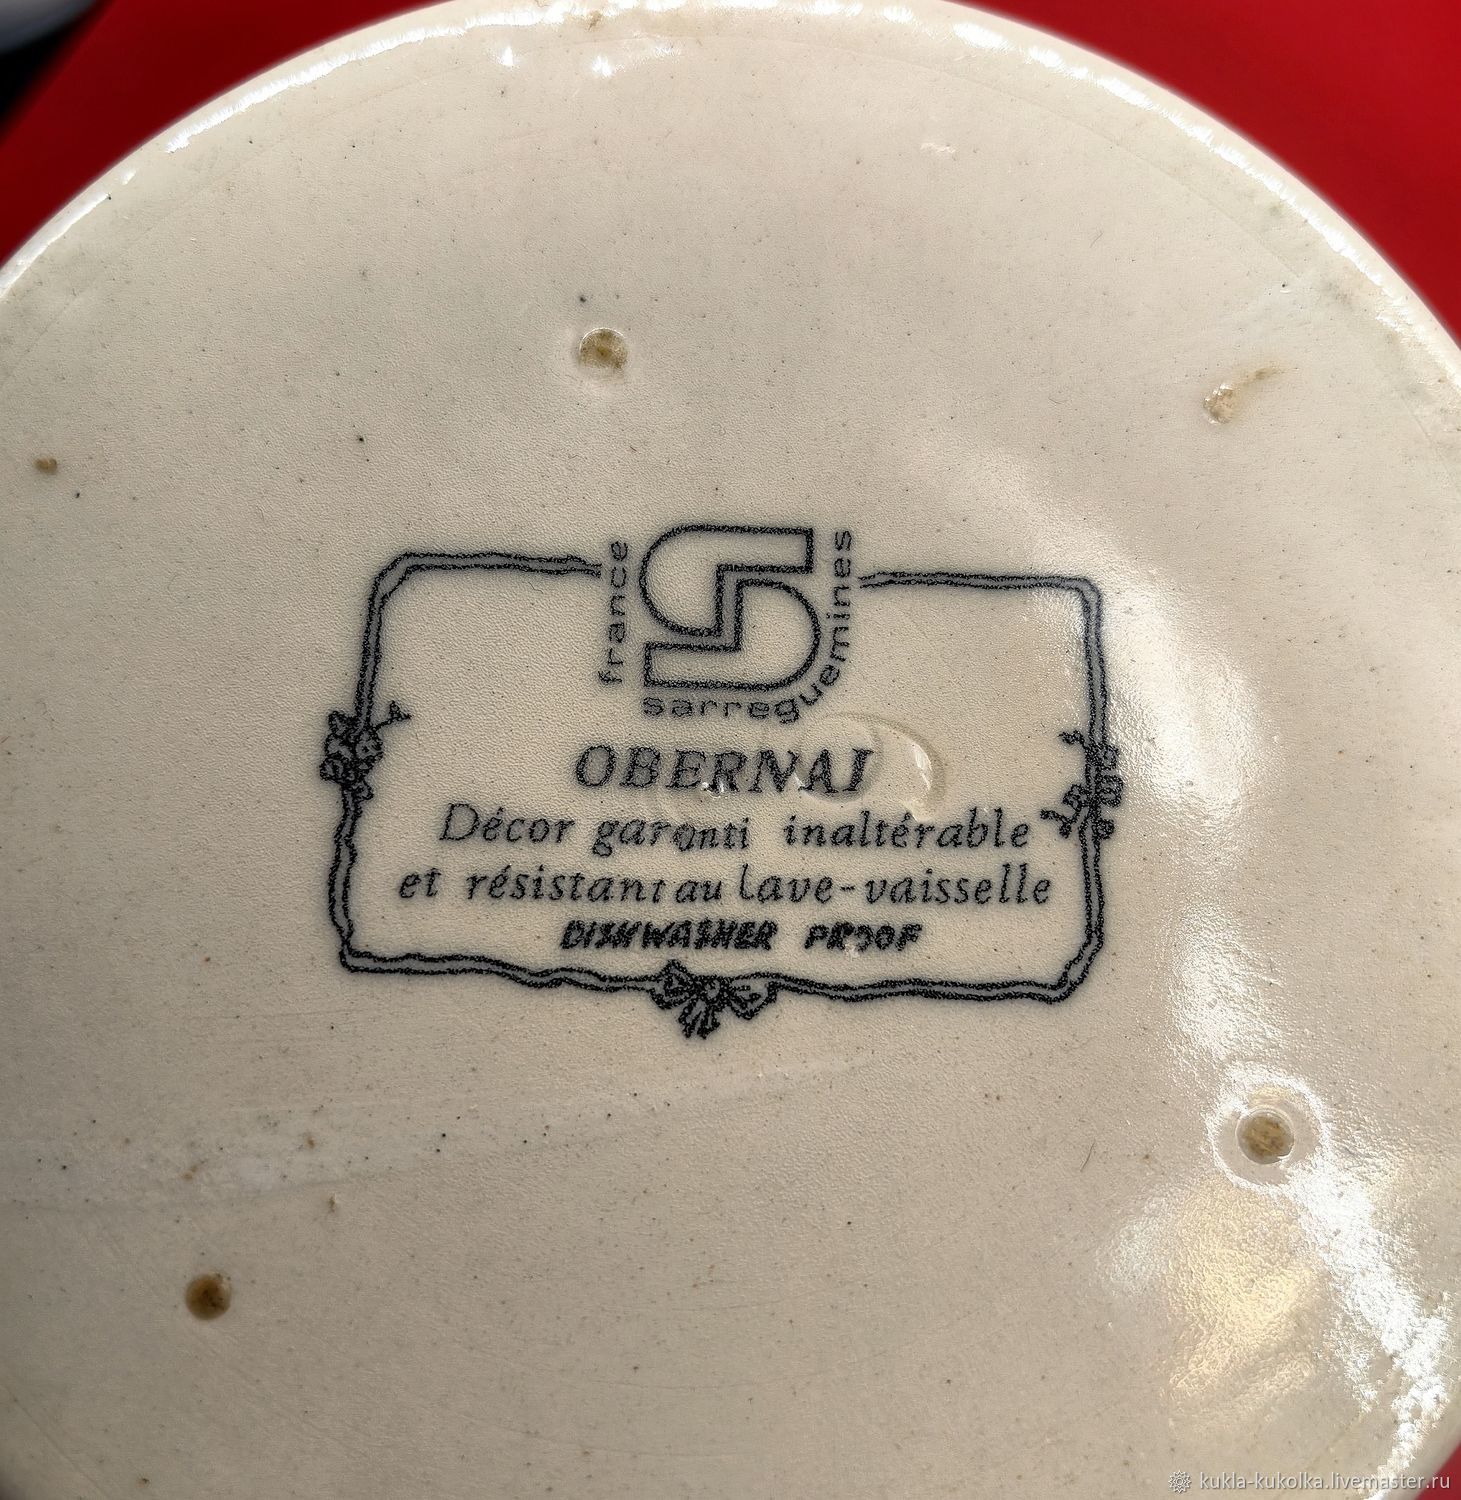 france
sarreguemines
OBERNAI
Décor garanti inaltérable
et résistant au lave-vaisselle
DISHWASHER PROOF
kukla-kukolka.livemaster.ru